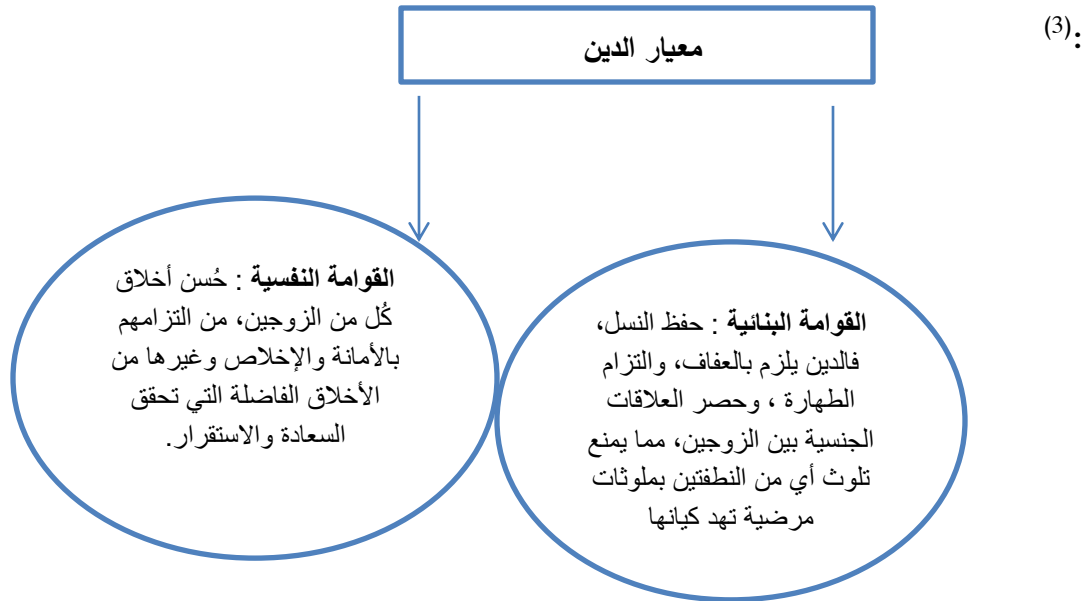 :(3)
معيار الدين
القوامة البنائية : حفظ النسل،
فالدين يلزم بالعفاف، والتزام
الطهارة ، وحصر العلاقات
الجنسية بين الزوجين، مما يمنع
تلوث أي من النطفتين بملوثات
مرضية تهد كيانها
القوامة النفسية : حُسن أخلاق
كُل من الزوجين، من التزامهم
بالأمانة والإخلاص وغيرها من
الأخلاق الفاضلة التي تحقق
السعادة والاستقرار.